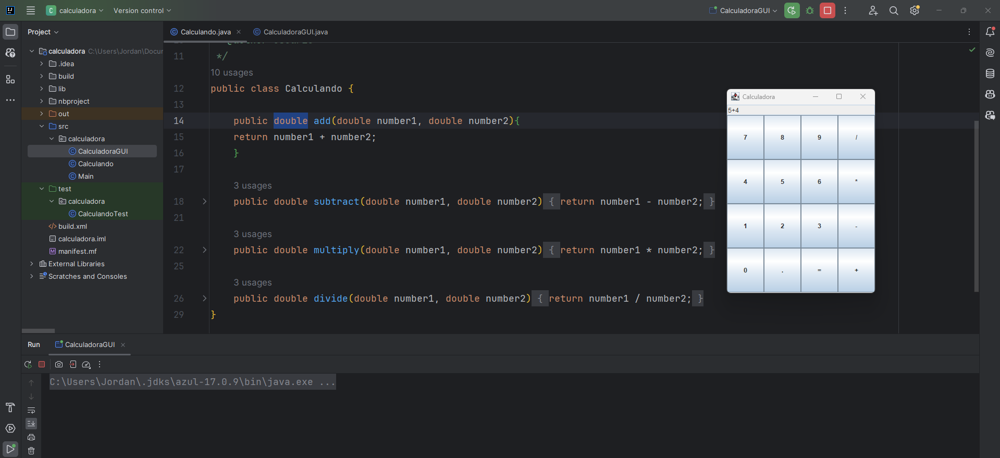 C calculadora Version control CalculadoraGUI
Project
Calculando.java CalculadoraGUI.java
calculadora C:\Users\Jordan\Docu
.idea
build
lib
nbproject
out
src
calculadora
CalculadoraGUI
Calculando
Main
test
calculadora
CalculandoTest
build.xml
calculadora.iml
manifest.mf
External Libraries
Scratches and Consoles
11 */
10 usages
12 public class Calculando {
13
14 public double add(double number1, double number2){
15 return number1 + number2;
16 }
17
3 usages
18 public double subtract(double number1, double number2) { return number1 - number2; }
21
3 usages
22 public double multiply(double number1, double number2) { return number1 * number2; }
25
3 usages
26 public double divide(double number1, double number2) { return number1 / number2; }
29 }
Calculadora
5+4
7 8 9 /
4 5 6 *
1 2 3 -
0 . = +
Run CalculadoraGUI
C:\Users\Jordan\.jdks\azul-17.0.9\bin\java.exe ...